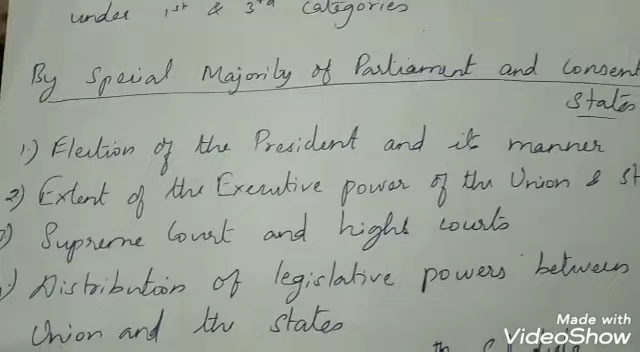 under 1st & 3rd categories
By Special Majority of Parliament and Consent
States
1.) Election of the President and its manner
2) Extent of the Executive power of the Union & st
) Supreme Court and high courts
.) Distribution of legislative powers between
Union and the states
Made with
VideoShow